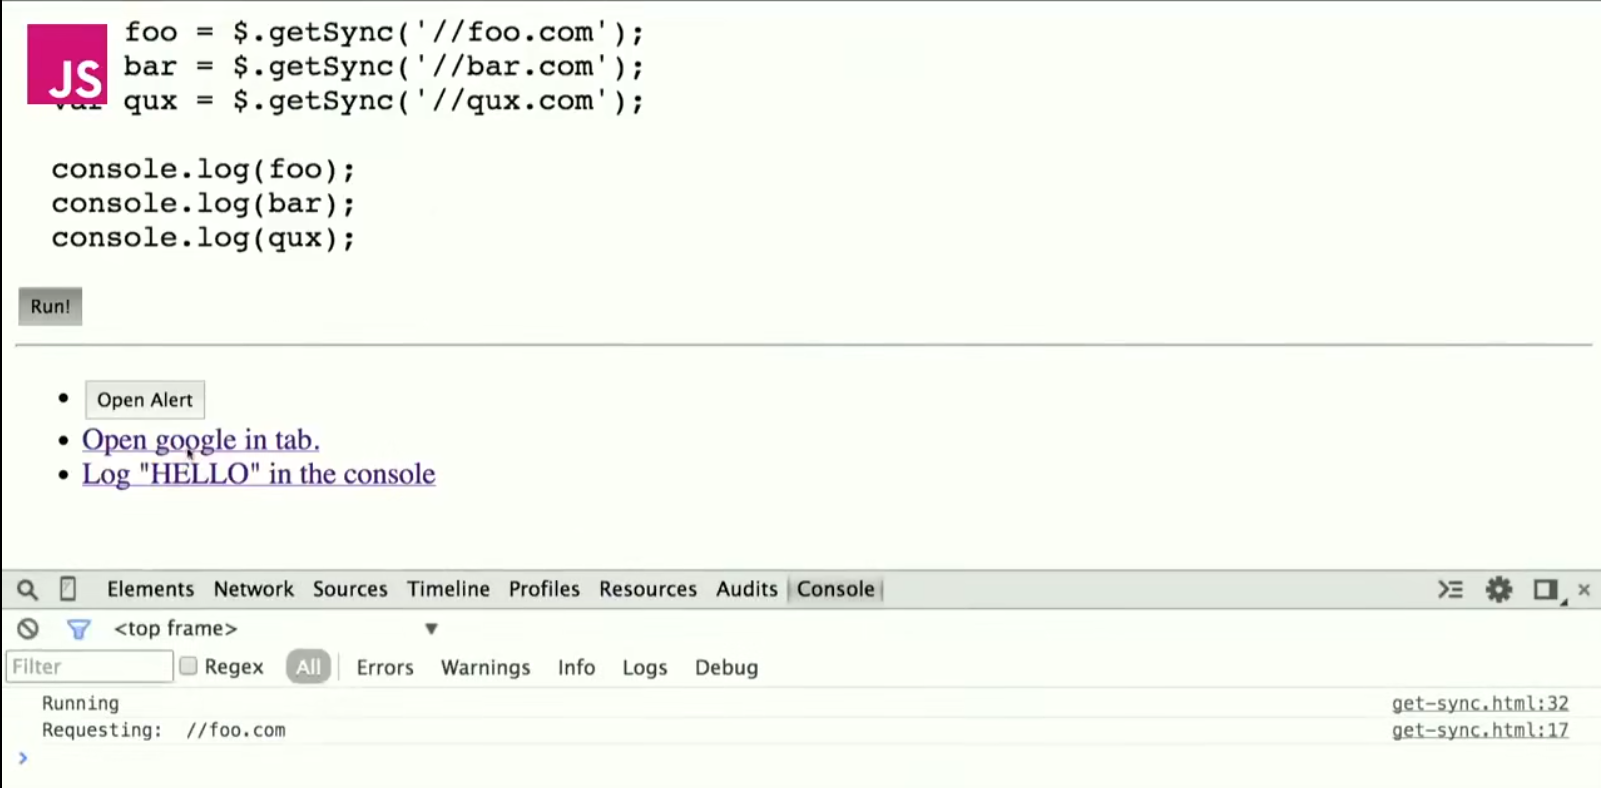 foo = $.getSync('//foo.com');
JS bar = $.getSync('//bar.com');
var qux = $.getSync('//qux.com');
console.log(foo);
console.log(bar);
console.log(qux);
Run!
Open Alert
Open google in tab.
Log "HELLO" in the console
Elements Network Sources Timeline Profiles Resources Audits Console
<top frame>
Filter Regex All Errors Warnings Info Logs Debug
Running get-sync.html:32
Requesting: //foo.com get-sync.html:17